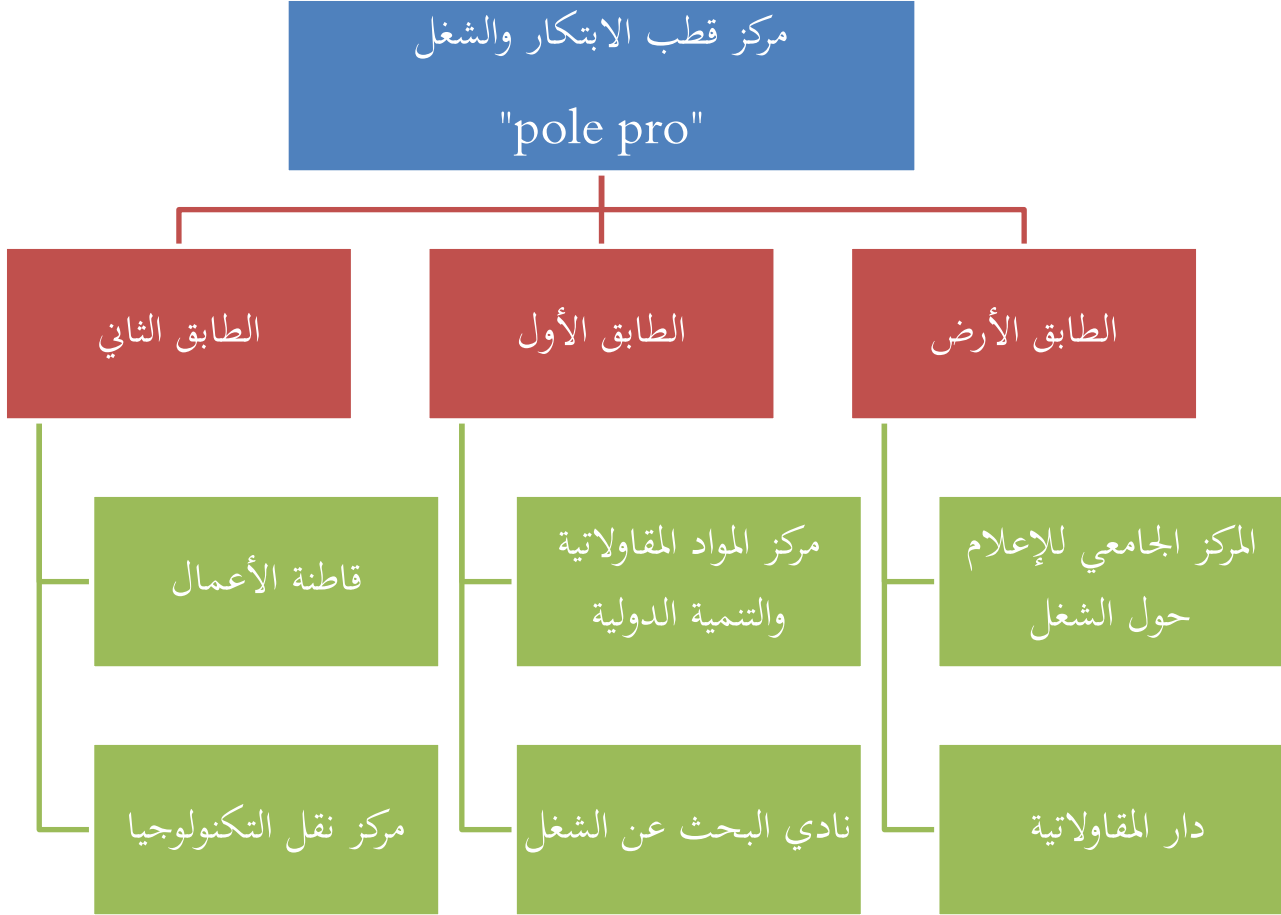 مركز قطب الابتكار والشغل
"pole pro"
الطابق الأرض
الطابق الأول
الطابق الثاني
المركز الجامعي للإعلام
حول الشغل
مركز المواد المقاولاتية
والتنمية الدولية
قاطنة الأعمال
دار المقاولاتية
نادي البحث عن الشغل
مركز نقل التكنولوجيا